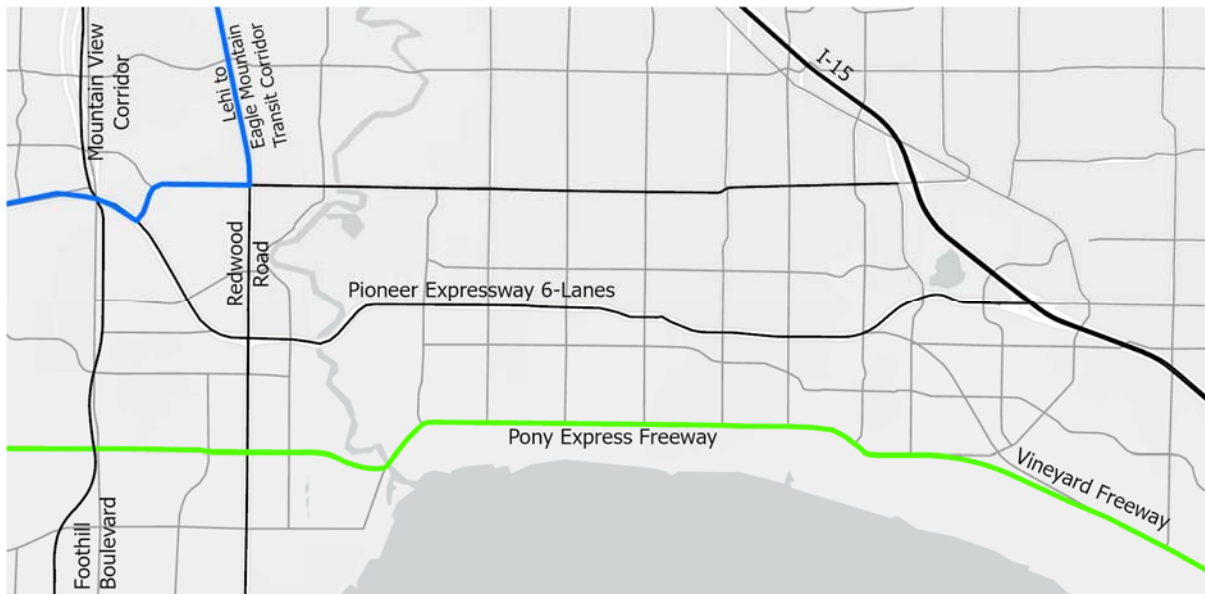 Mountain View
Corridor
Lehi to
Eagle Mountain
Transit Corridor
I-15
Redwood
Road
Pioneer Expressway 6-Lanes
Pony Express Freeway
Vineyard Freeway
Foothill
Boulevard